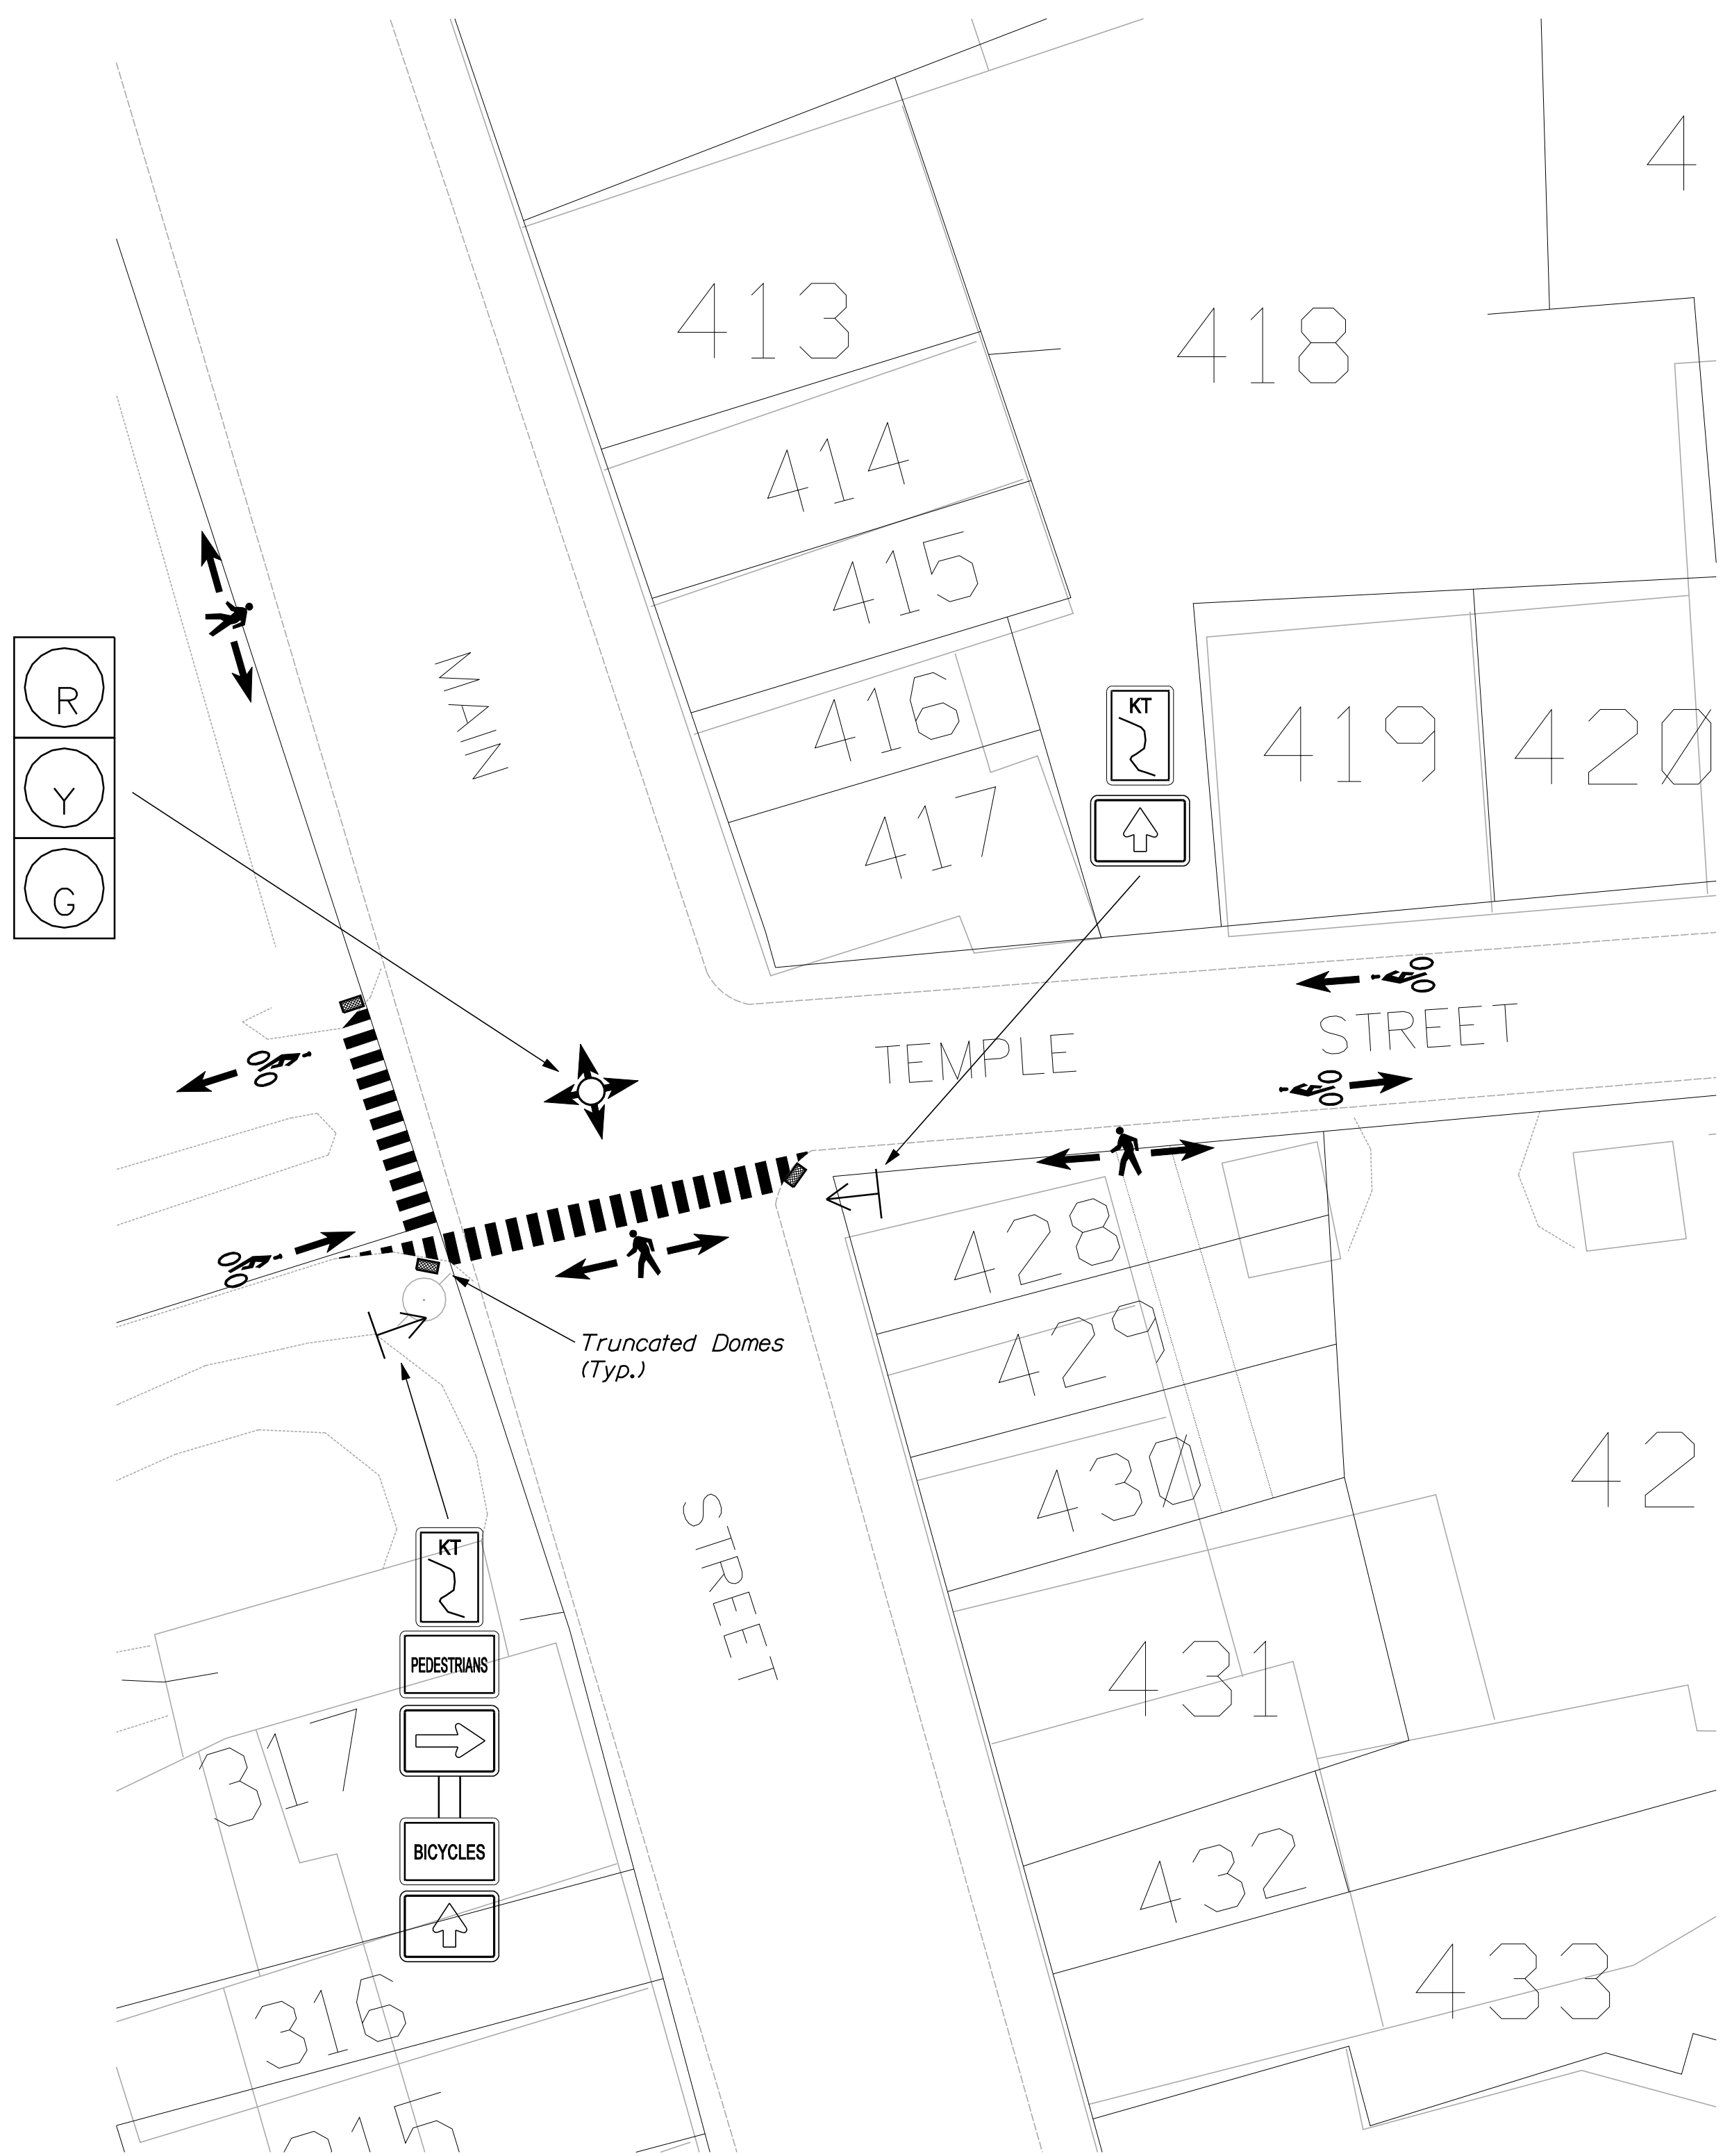 4
413
418
414
415
MAIN
R
Y
G
416
KT
419
420
417
STREET
TEMPLE
428
Truncated Domes
(Typ.)
429
430
42
STREET
KT
PEDESTRIANS
431
317
BICYCLES
432
433
316